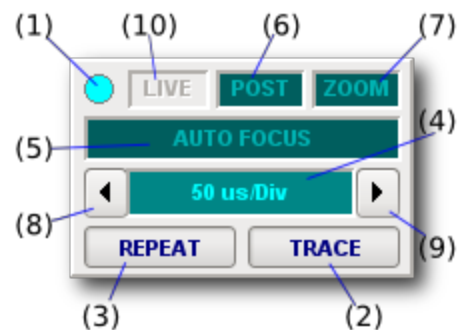 (1) (10) (6) (7)
LIVE POST ZOOM
(4)
AUTO FOCUS
(5)
50 us/Div
(8) (9)
REPEAT TRACE
(3) (2)